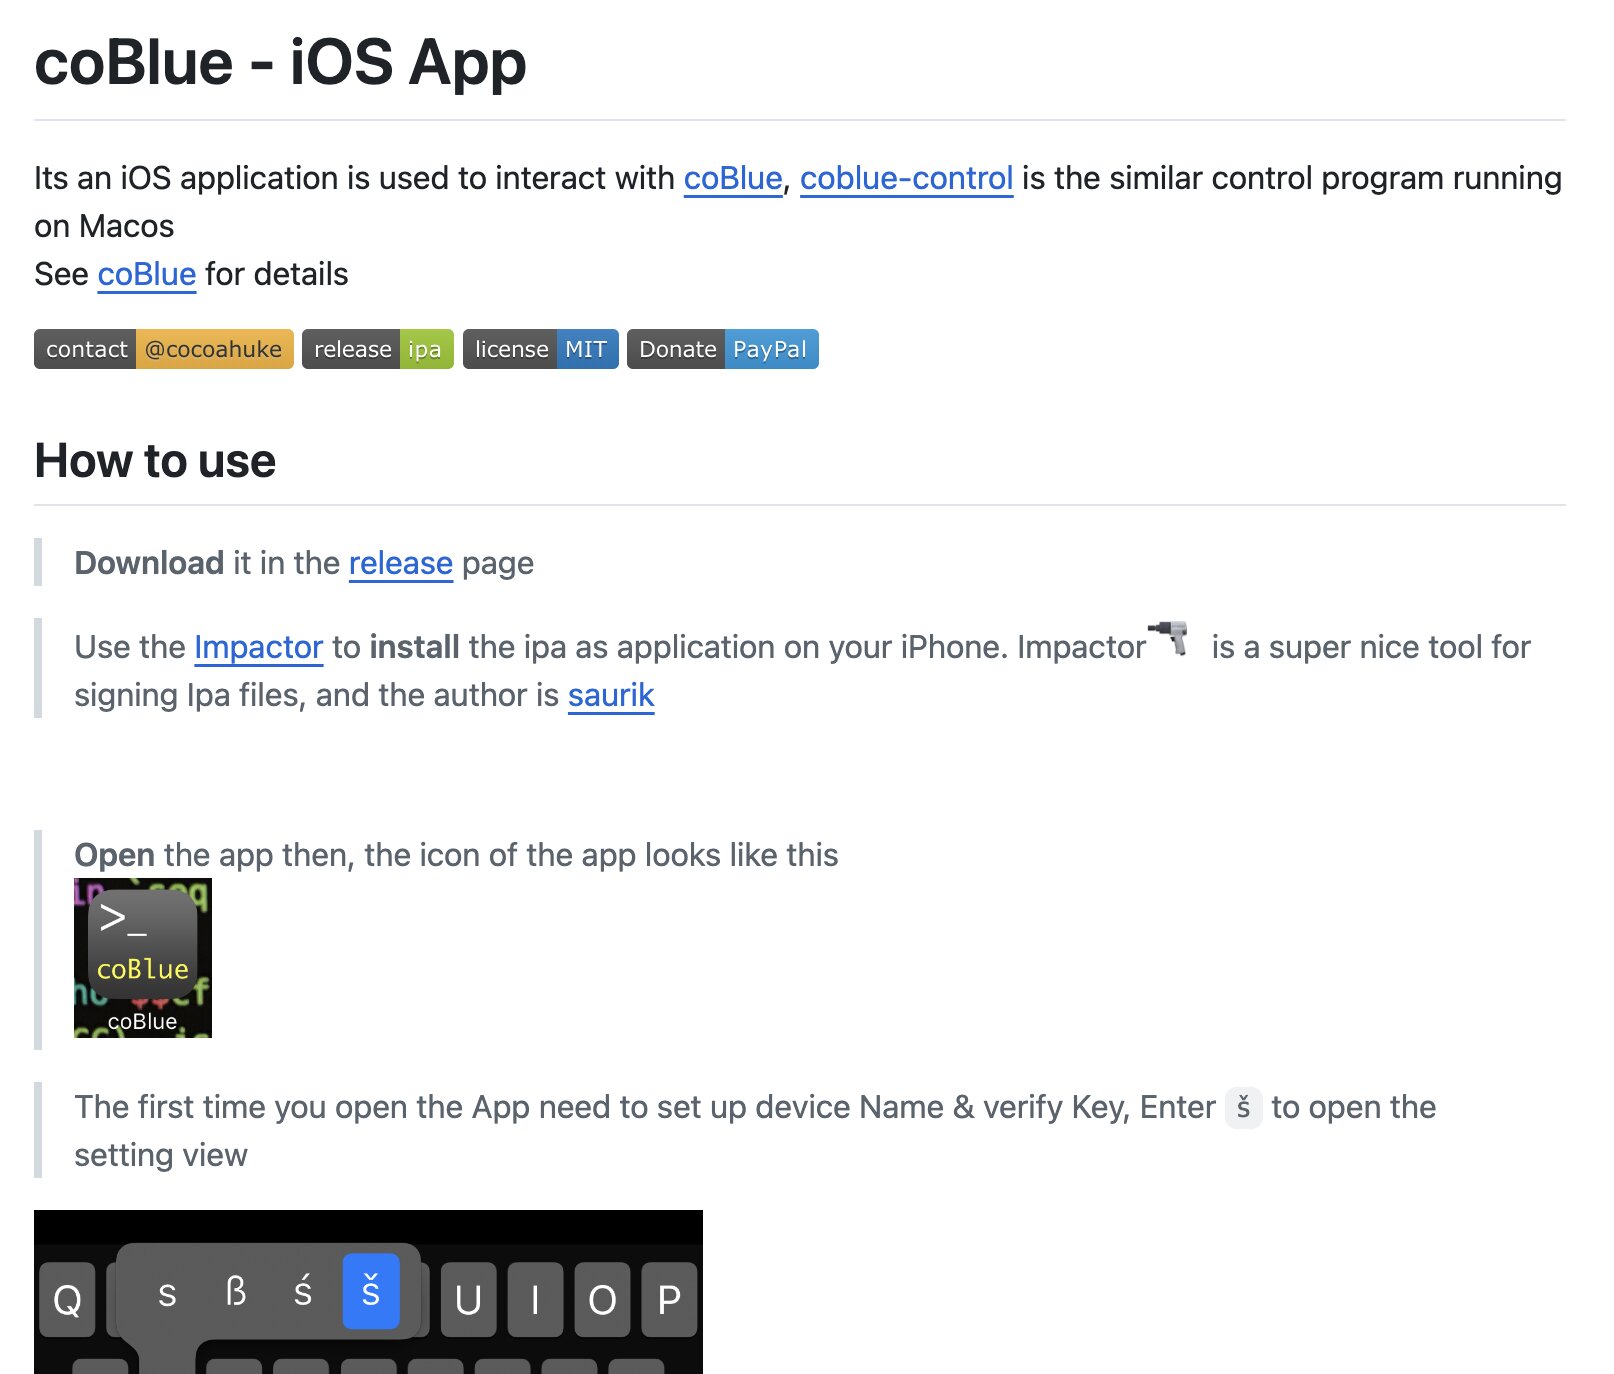 coBlue - iOS App
Its an iOS application is used to interact with coBlue, coblue-control is the similar control program running
on Macos
See coBlue for details
contact @cocoahuke release ipa license MIT Donate PayPal
How to use
Download it in the release page
Use the Impactor to install the ipa as application on your iPhone. Impactor is a super nice tool for
signing Ipa files, and the author is saurik
Open the app then, the icon of the app looks like this
>_
coBlue
coBlue
The first time you open the App need to set up device Name & verify Key, Enter š to open the
setting view
Q s ß ś š U I O P